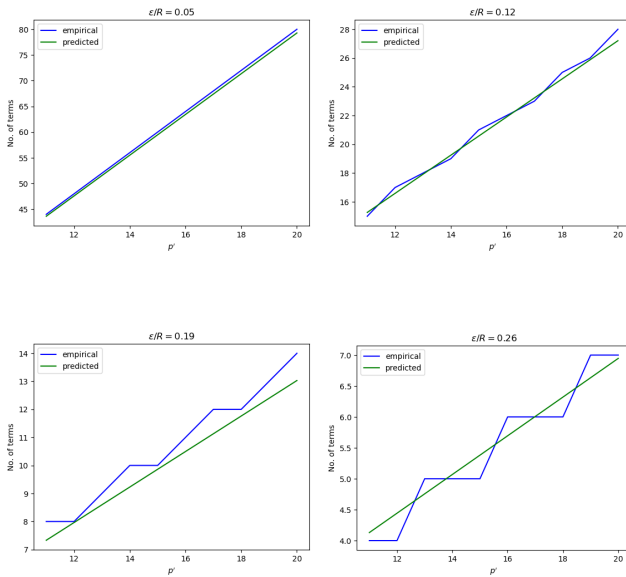 ε/R = 0.05
empirical
predicted
No. of terms
80
75
70
65
60
55
50
45
12 14 16 18 20
p′
ε/R = 0.12
empirical
predicted
No. of terms
28
26
24
22
20
18
16
12 14 16 18 20
p′
ε/R = 0.19
empirical
predicted
No. of terms
14
13
12
11
10
9
8
7
12 14 16 18 20
p′
ε/R = 0.26
empirical
predicted
No. of terms
7.0
6.5
6.0
5.5
5.0
4.5
4.0
12 14 16 18 20
p′